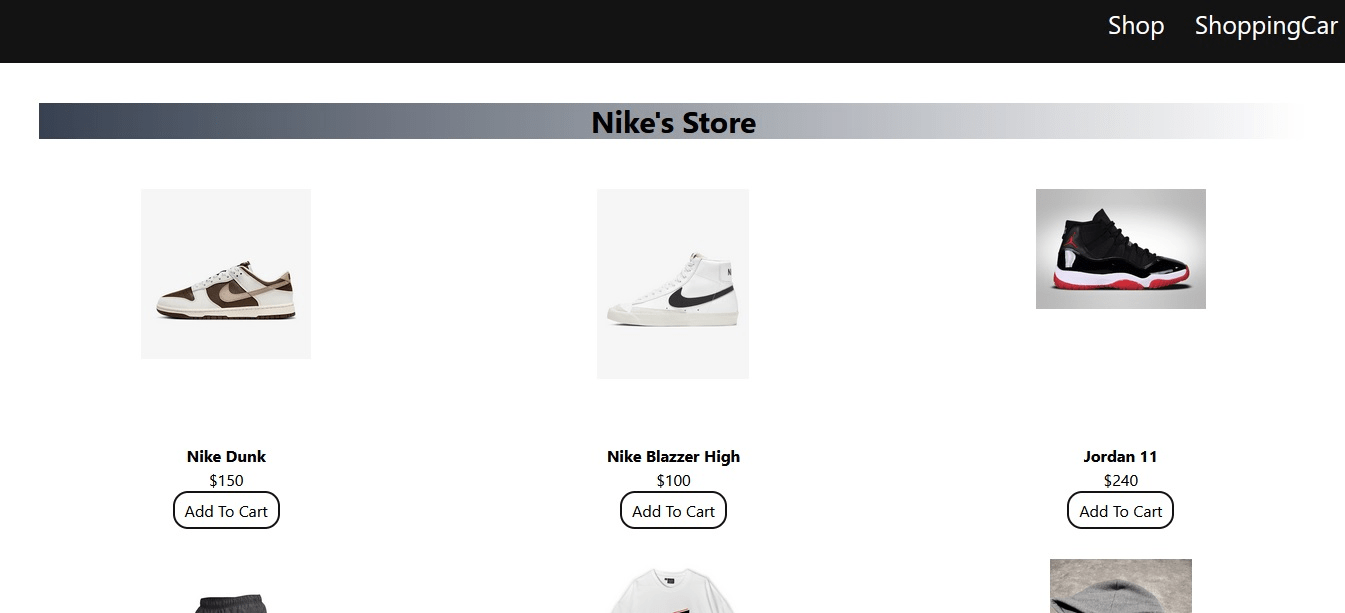 Shop ShoppingCar
Nike's Store
Nike Dunk
$150
Add To Cart
Nike Blazzer High
$100
Add To Cart
Jordan 11
$240
Add To Cart